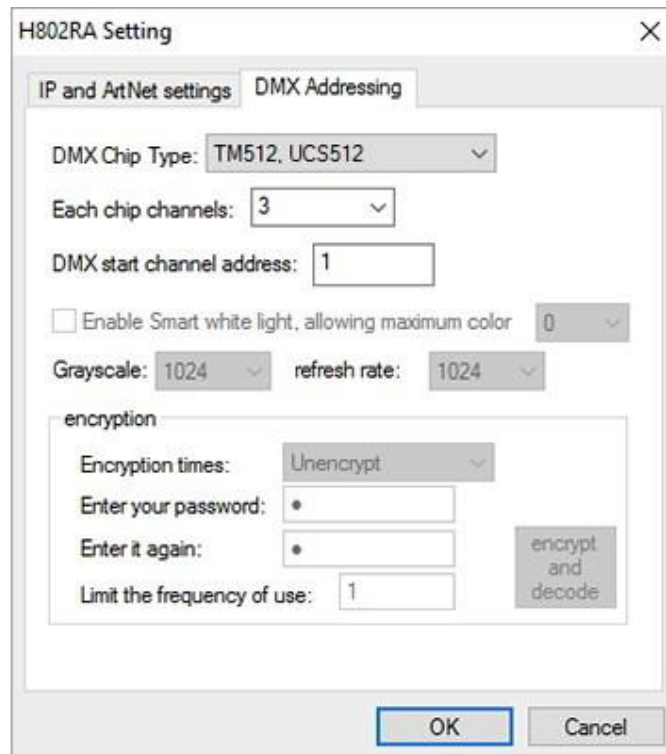 H802RA Setting
IP and ArtNet settings DMX Addressing
DMX Chip Type: TM512, UCS512
Each chip channels: 3
DMX start channel address: 1
Enable Smart white light, allowing maximum color 0
Grayscale: 1024 refresh rate: 1024
encryption
Encryption times: Unencrypt
Enter your password: •
Enter it again: •
Limit the frequency of use: 1
encrypt
and
decode
OK Cancel